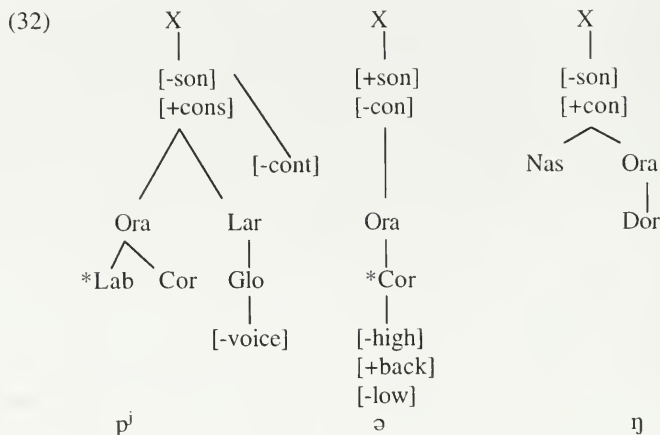 (32) X X X
[-son] [+son] [-son]
[+cons] [-con] [+con]
[-cont] Nas Ora
Ora Lar Ora Dor
*Lab Cor Glo *Cor
[-voice] [-high]
[+back]
[-low]
pʲ ə ŋ